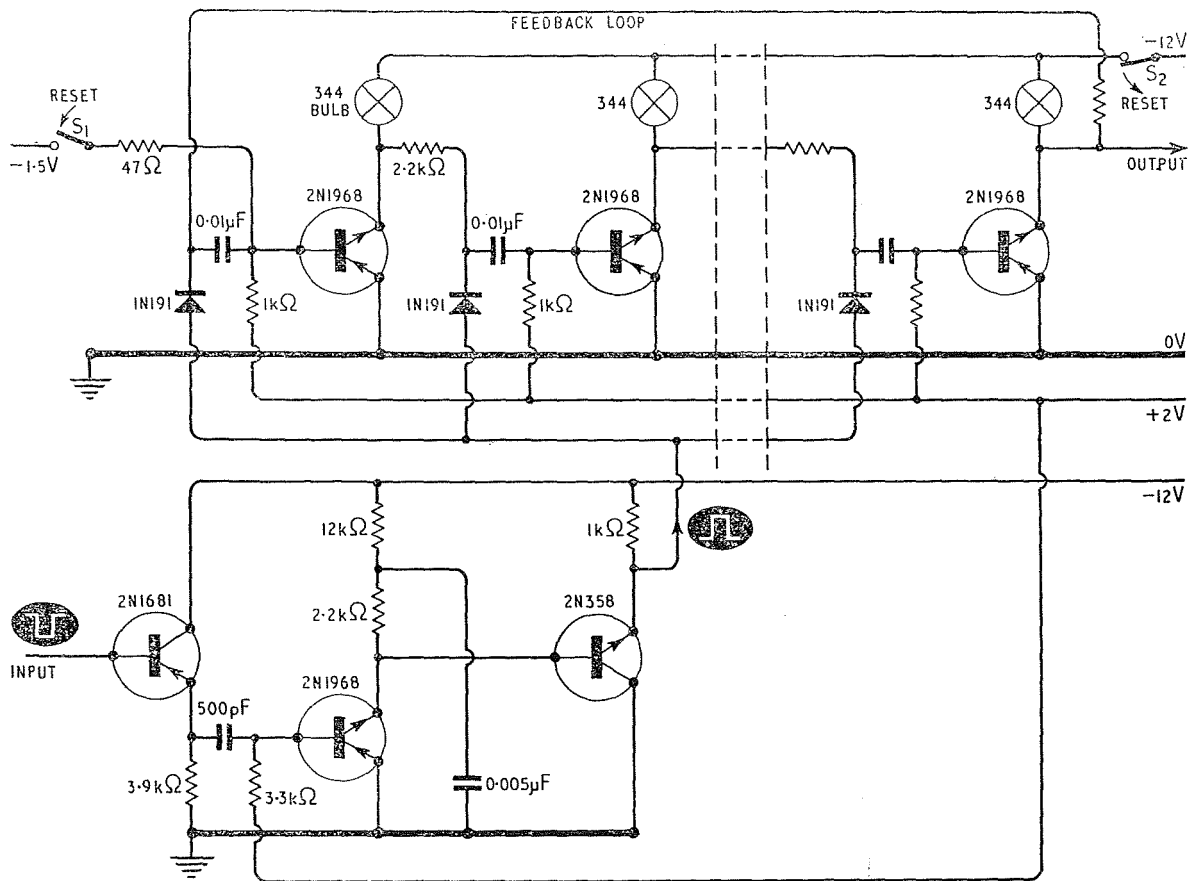 FEEDBACK LOOP
-12V
S2
RESET
RESET
S1
-1·5V
47Ω
344
BULB
344
344
2·2kΩ
OUTPUT
0·01µF
2N1968
0·01µF
2N1968
2N1968
1N191
1kΩ
1N191
1kΩ
1N191
0V
+2V
-12V
12kΩ
1kΩ
2N1681
2·2kΩ
2N358
INPUT
2N1968
500pF
3·9kΩ
3·3kΩ
0·005µF